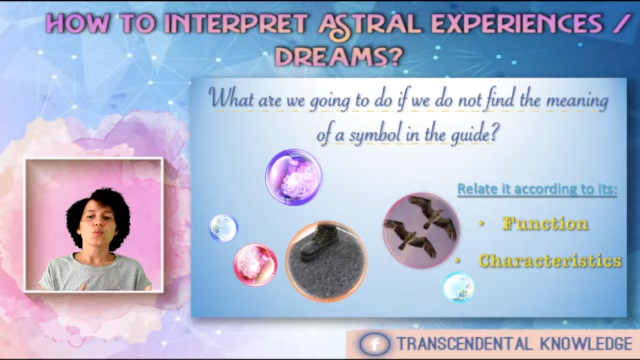 HOW TO INTERPRET ASTRAL EXPERIENCES /
DREAMS?
What are we going to do if we do not find the meaning
of a symbol in the guide?
Relate it according to its:
• Function
• Characteristics
TRANSCENDENTAL KNOWLEDGE